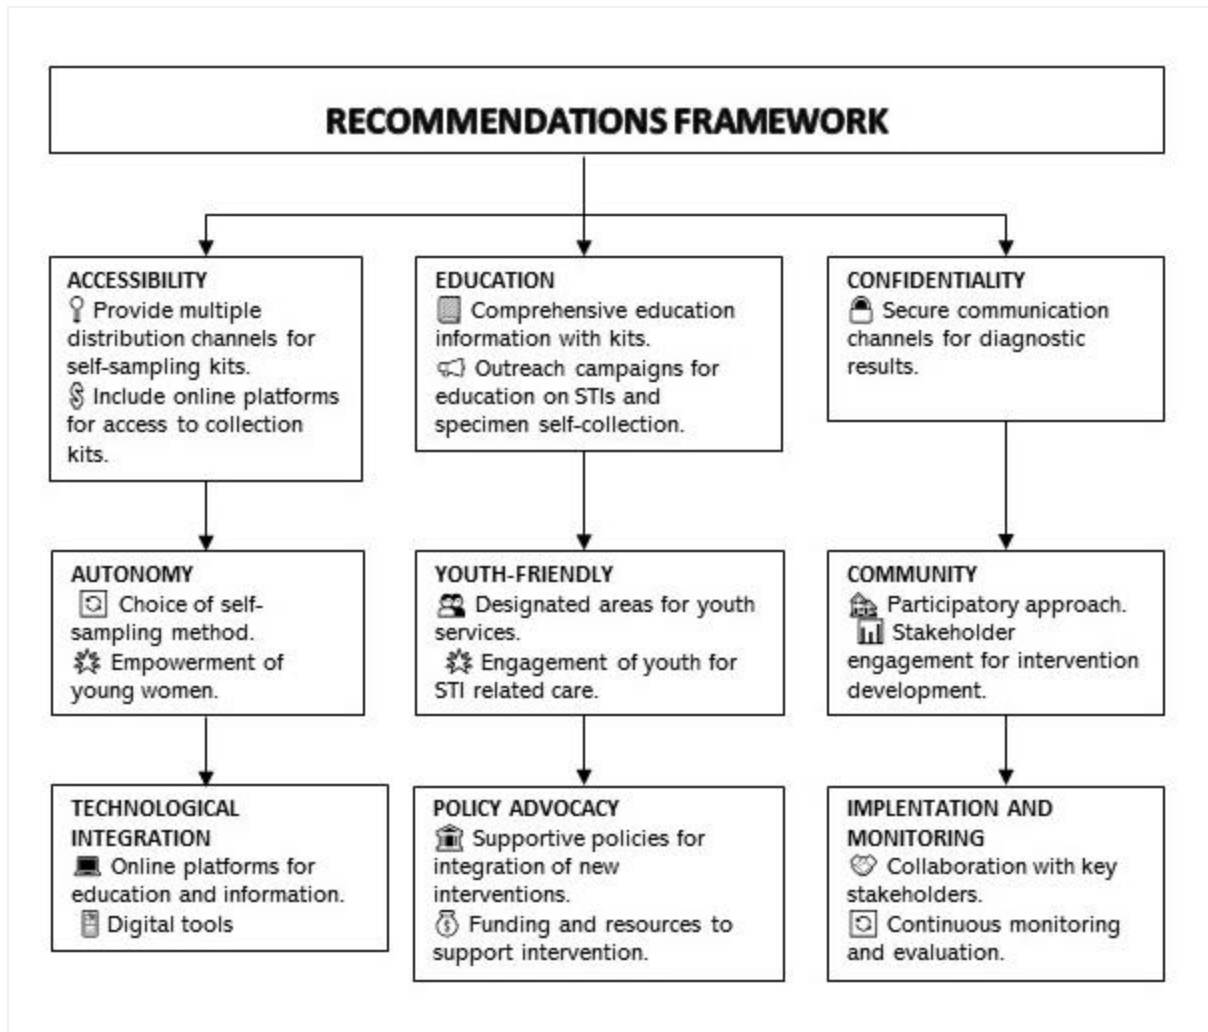 RECOMMENDATIONS FRAMEWORK
ACCESSIBILITY
Provide multiple
distribution channels for
self-sampling kits.
Include online platforms
for access to collection
kits.
EDUCATION
Comprehensive education
information with kits.
Outreach campaigns for
education on STIs and
specimen self-collection.
CONFIDENTIALITY
Secure communication
channels for diagnostic
results.
AUTONOMY
Choice of self-
sampling method.
Empowerment of
young women.
YOUTH-FRIENDLY
Designated areas for youth
services.
Engagement of youth for
STI related care.
COMMUNITY
Participatory approach.
Stakeholder
engagement for intervention
development.
TECHNOLOGICAL
INTEGRATION
Online platforms for
education and information.
Digital tools
POLICY ADVOCACY
Supportive policies for
integration of new
interventions.
Funding and resources to
support intervention.
IMPLENTATION AND
MONITORING
Collaboration with key
stakeholders.
Continuous monitoring
and evaluation.